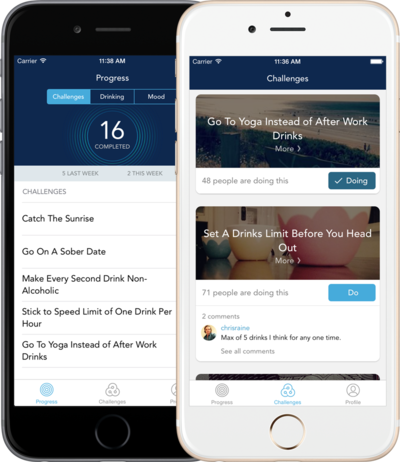 Carrier 11:38 AM
Progress
Challenges Drinking Mood
16
COMPLETED
5 LAST WEEK 2 THIS WEEK
CHALLENGES
Catch The Sunrise
Go On A Sober Date
Make Every Second Drink Non-
Alcoholic
Stick to Speed Limit of One Drink Per
Hour
Go To Yoga Instead of After Work
Drinks
Progress Challenges
Carrier 11:36 AM
Challenges
Go To Yoga Instead of After Work
Drinks
More
48 people are doing this Doing
Set A Drinks Limit Before You Head
Out
More
71 people are doing this Do
2 comments
chrisraine
Max of 5 drinks I think for any one time.
See all comments
Progress Challenges Profile